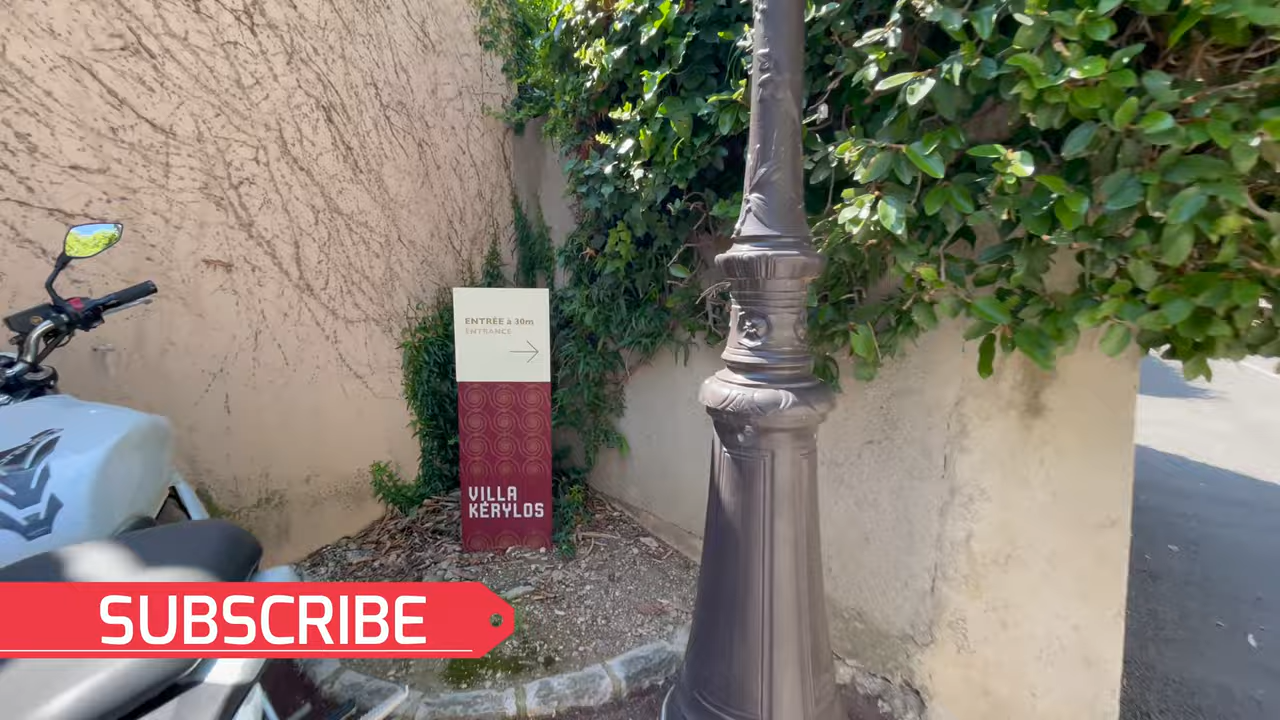 ENTRÉE à 30m
ENTRANCE
VILLA
KÉRYLOS
SUBSCRIBE